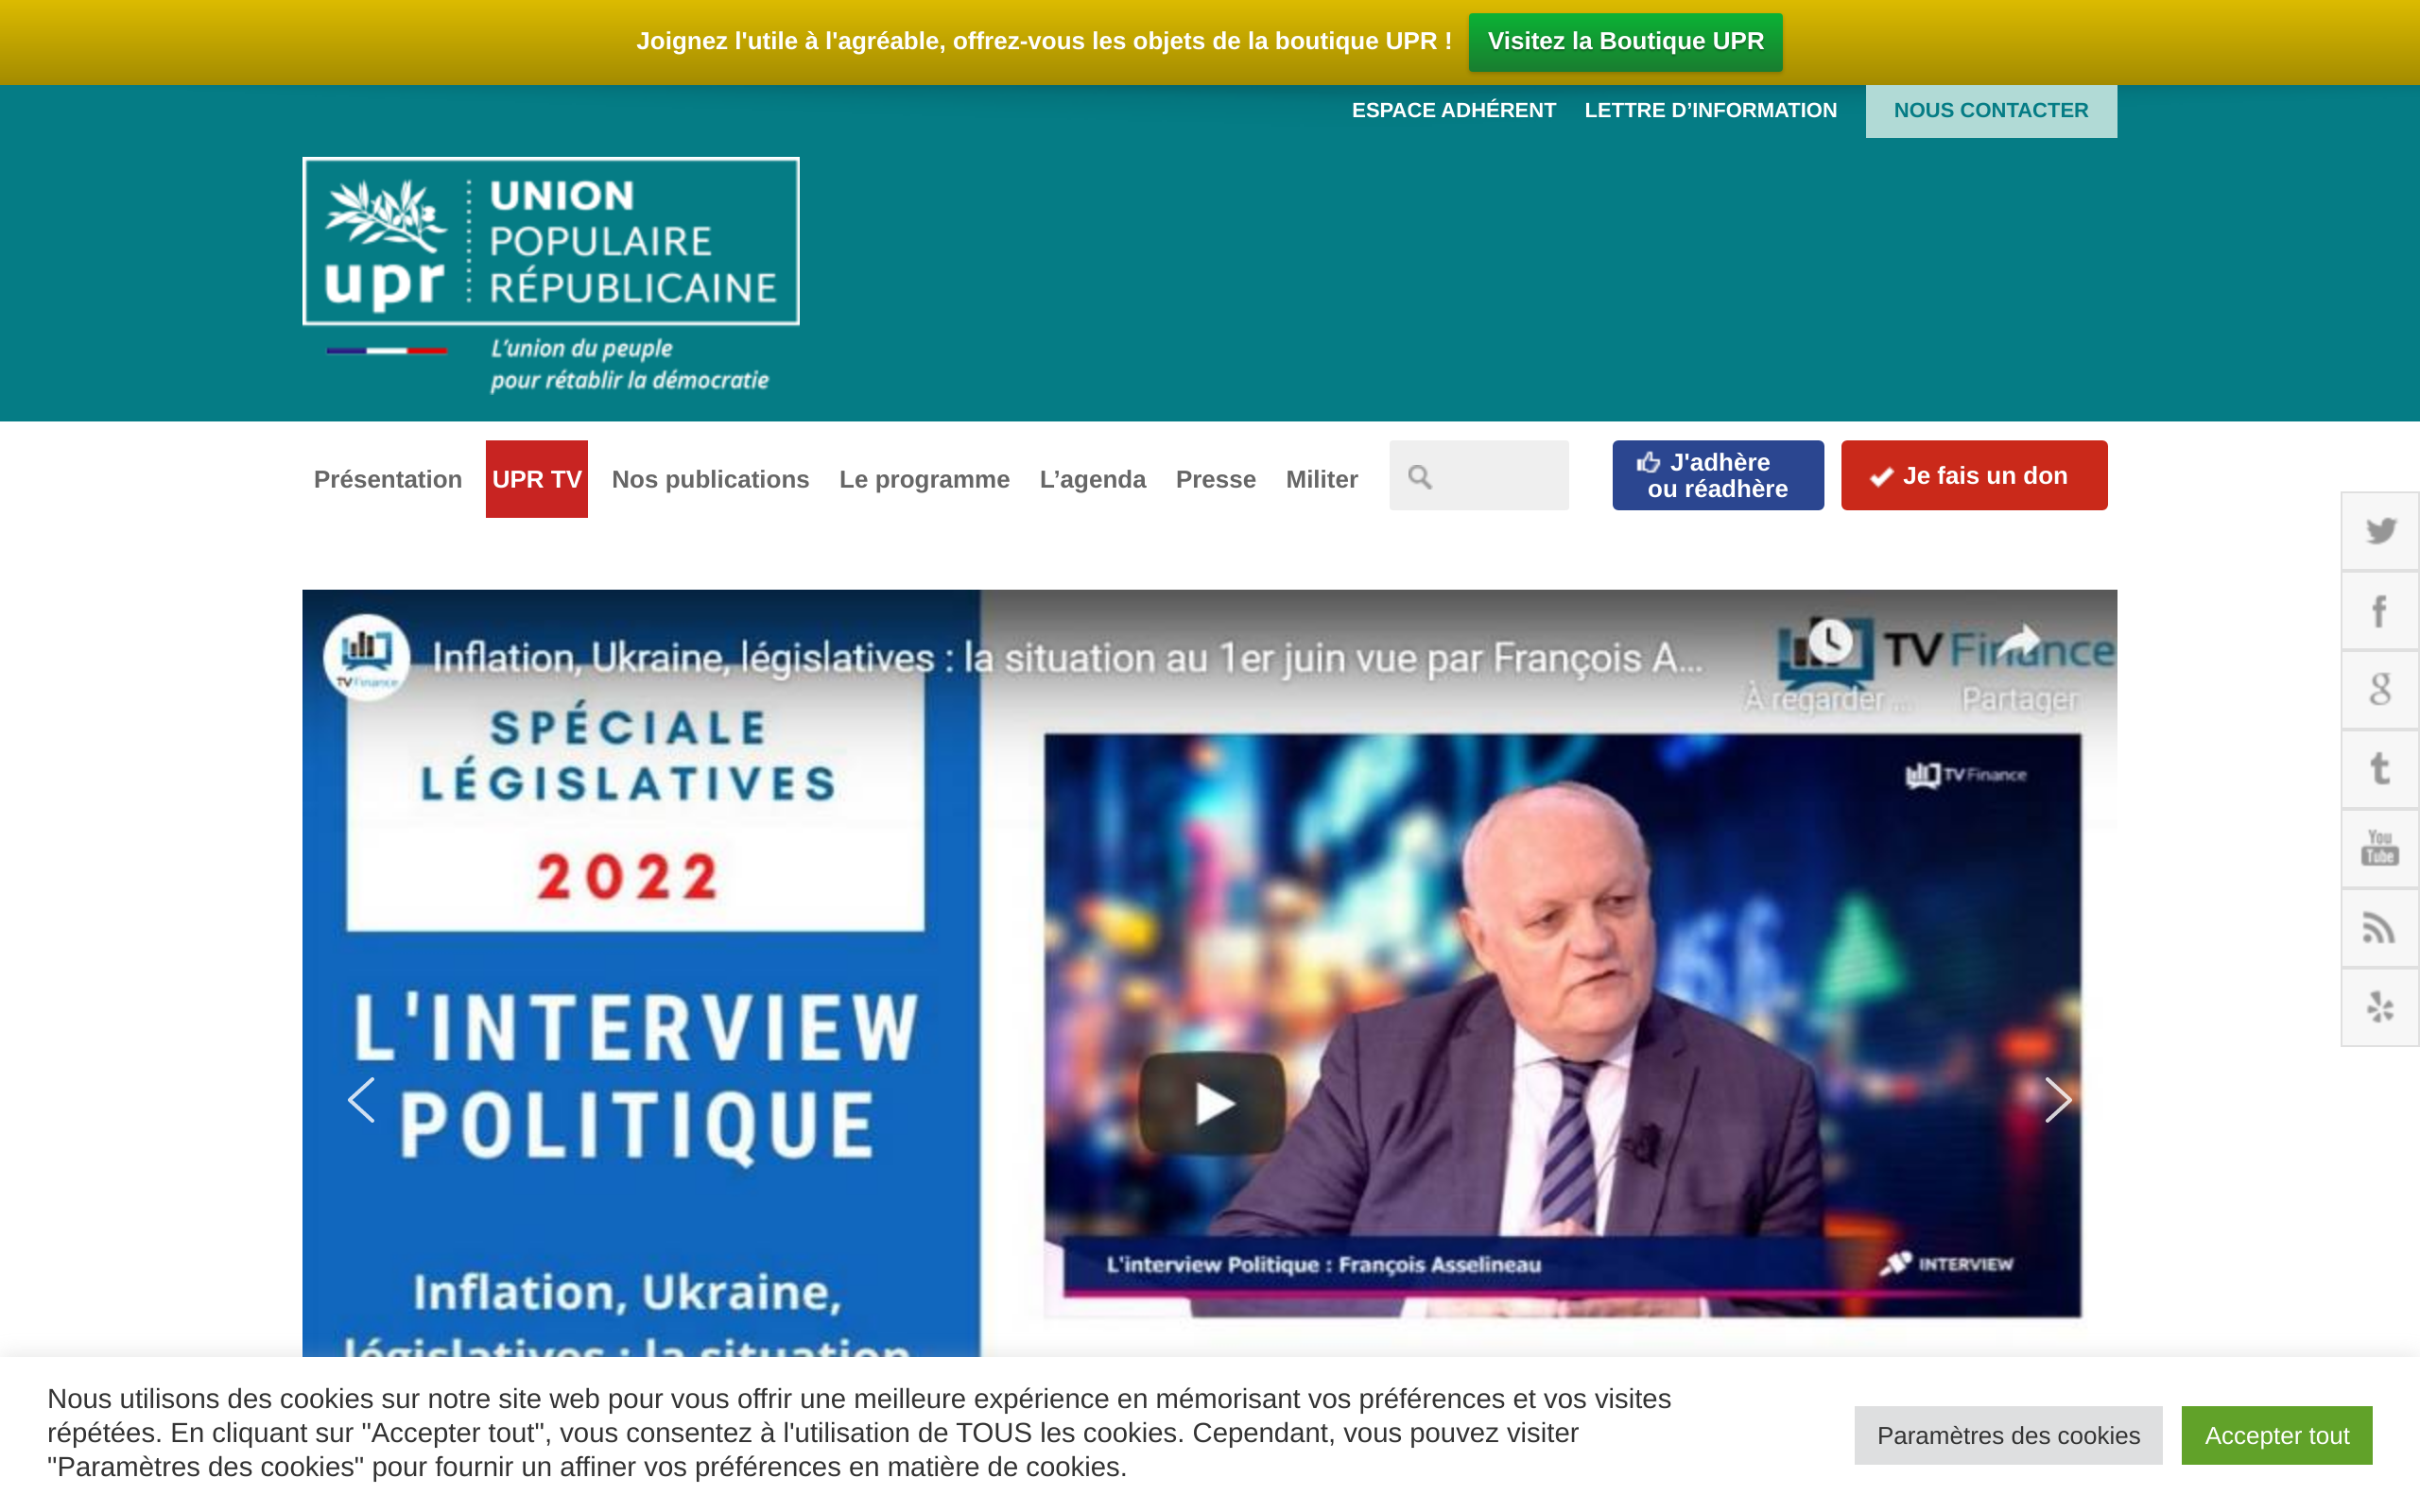 Joignez l'utile à l'agréable, offrez-vous les objets de la boutique UPR !
Visitez la Boutique UPR
ESPACE ADHÉRENT
LETTRE D’INFORMATION
NOUS CONTACTER
upr
UNION
POPULAIRE
RÉPUBLICAINE
L’union du peuple
pour rétablir la démocratie
Présentation
UPR TV
Nos publications
Le programme
L’agenda
Presse
Militer
J'adhère
ou réadhère
Je fais un don
TV Finance
Inflation, Ukraine, législatives : la situation au 1er juin vue par François A...
TV Finance
À regarder ...
Partager
SPÉCIALE
LÉGISLATIVES
2022
TV Finance
L'INTERVIEW
POLITIQUE
L'interview Politique : François Asselineau
INTERVIEW
Inflation, Ukraine,
législatives : la situation
You
Tube
Nous utilisons des cookies sur notre site web pour vous offrir une meilleure expérience en mémorisant vos préférences et vos visites
répétées. En cliquant sur "Accepter tout", vous consentez à l'utilisation de TOUS les cookies. Cependant, vous pouvez visiter
"Paramètres des cookies" pour fournir un affiner vos préférences en matière de cookies.
Paramètres des cookies
Accepter tout